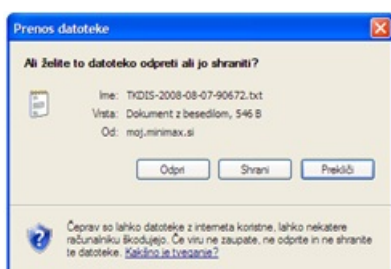 Prenos datoteke
Ali želite to datoteko odpreti ali jo shraniti?
Ime: TKDIS-2008-08-07-90672.txt
Vrsta: Dokument z besedilom, 546 B
Od: moj.minimax.si
Odpri Shrani Prekliči
Čeprav so lahko datoteke z interneta koristne, lahko nekatere
računalniku škodujejo. Če viru ne zaupate, ne odprite in ne shranite
te datoteke. Kakšno je tveganje?